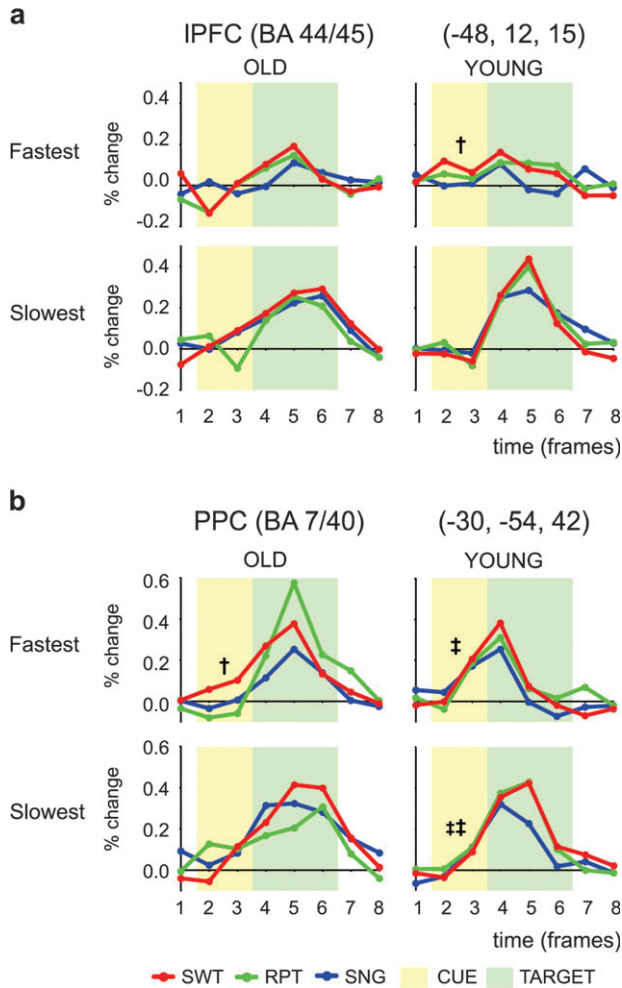 a
IPFC (BA 44/45) (-48, 12, 15)
OLD YOUNG
Fastest
% change
0.4
0.2
0.0
-0.2
†
Slowest
% change
0.4
0.2
0.0
-0.2
1 2 3 4 5 6 7 8 1 2 3 4 5 6 7 8
time (frames)
b
PPC (BA 7/40) (-30, -54, 42)
OLD YOUNG
Fastest
% change
0.6
0.4
0.2
0.0
† ‡
Slowest
% change
0.6
0.4
0.2
0.0
‡‡
1 2 3 4 5 6 7 8 1 2 3 4 5 6 7 8
time (frames)
SWT RPT SNG CUE TARGET